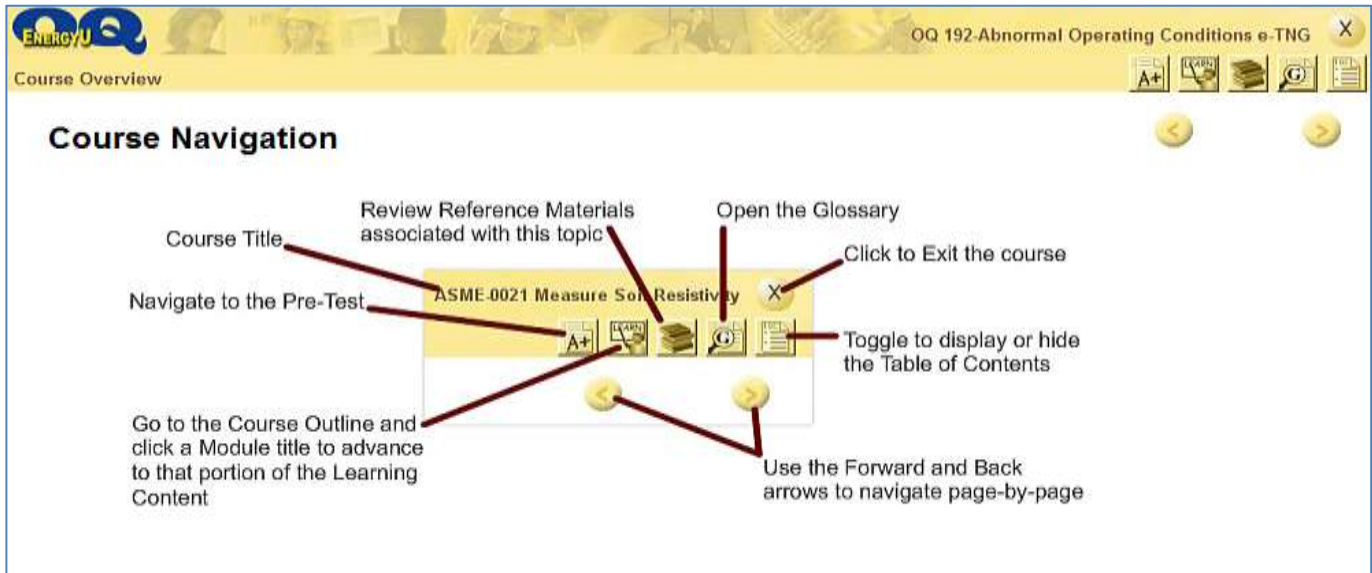 ENERGYU OQ
OQ 192-Abnormal Operating Conditions e-TNG X
Course Overview
A+ LEARN G
< >
Course Navigation
Review Reference Materials
associated with this topic
Open the Glossary
Course Title
Click to Exit the course
ASME-0021 Measure Soil Resistivity X
Navigate to the Pre-Test
A+ LEARN G
Toggle to display or hide
the Table of Contents
< >
Go to the Course Outline and
click a Module title to advance
to that portion of the Learning
Content
Use the Forward and Back
arrows to navigate page-by-page